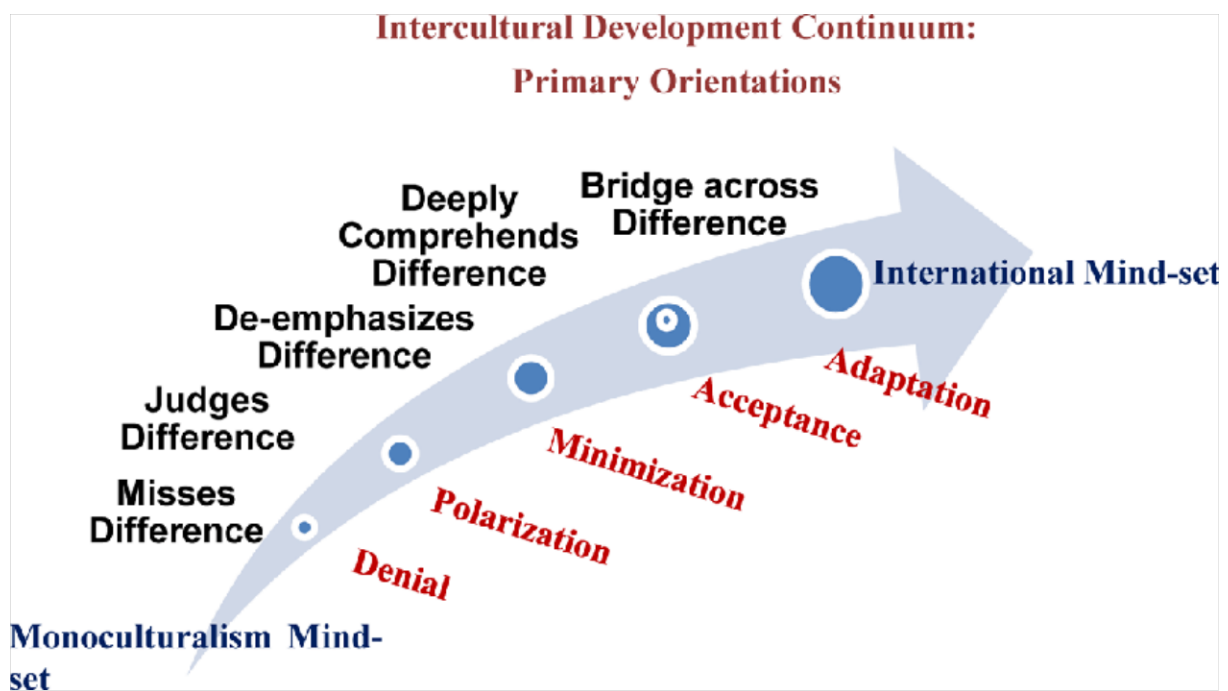 Intercultural Development Continuum:
Primary Orientations
Bridge across
Difference
Deeply
Comprehends
Difference
International Mind-set
De-emphasizes
Difference
Adaptation
Acceptance
Judges
Difference
Minimization
Misses
Difference
Polarization
Denial
Monoculturalism Mind-
set